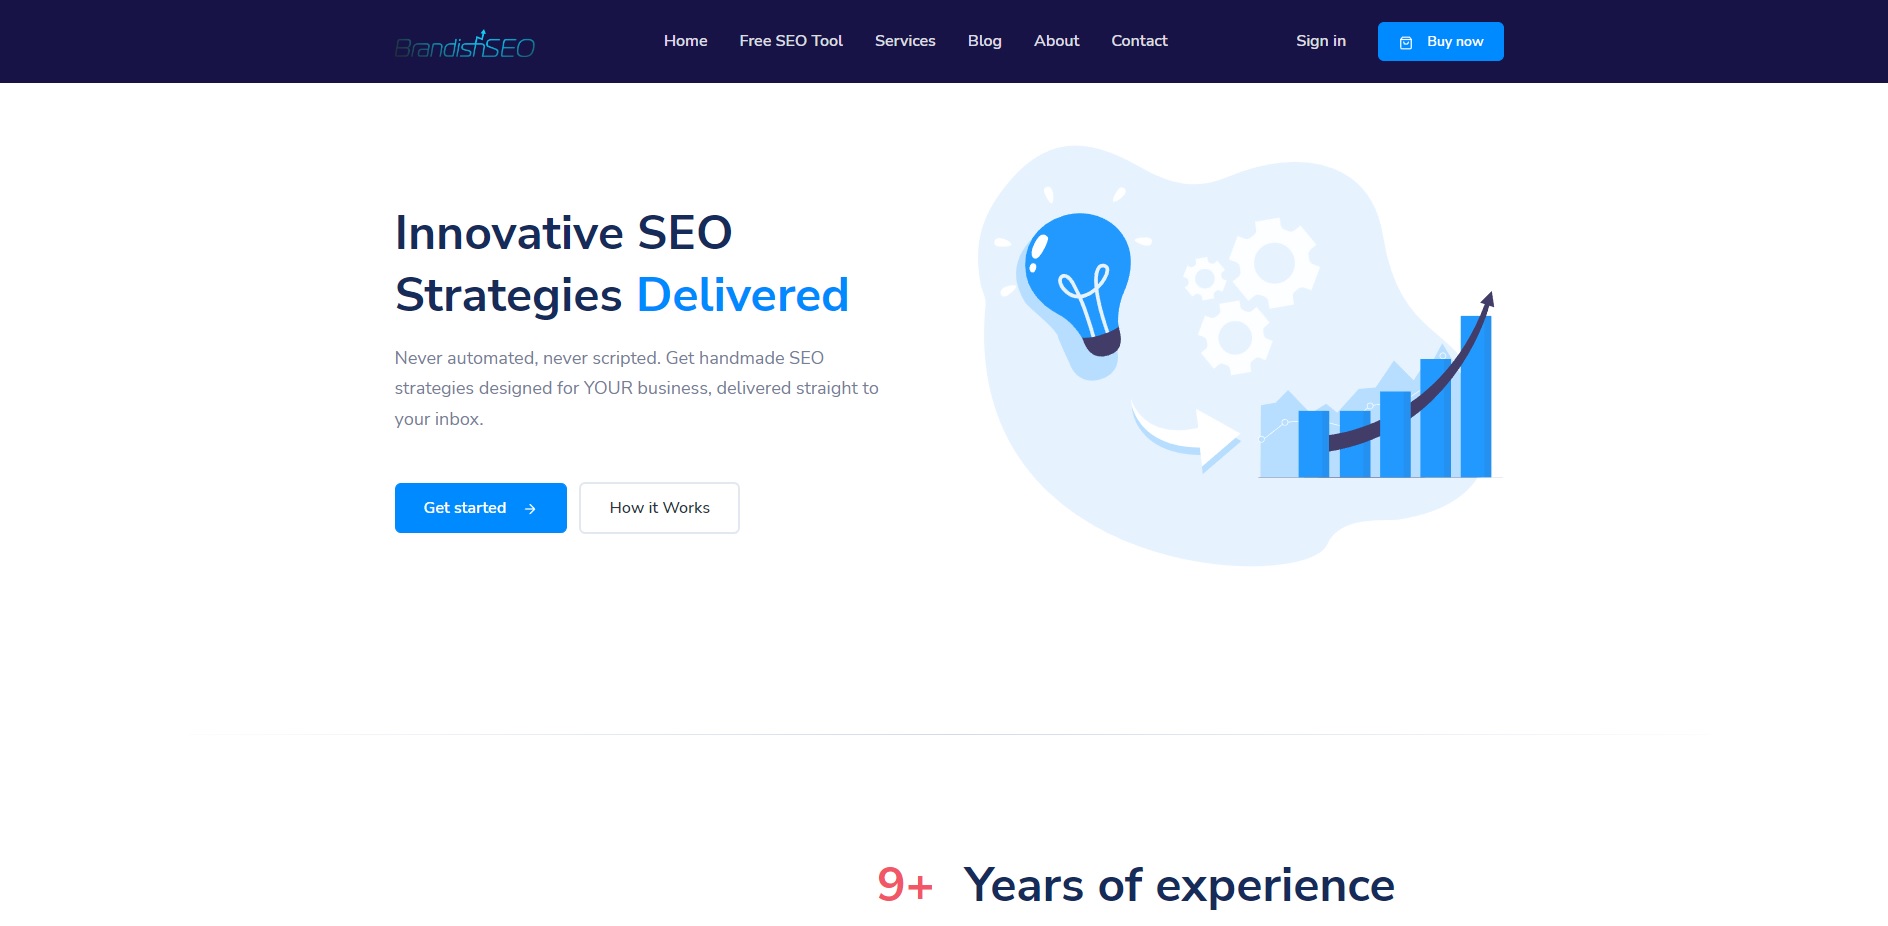 BrandishSEO
Home Free SEO Tool Services Blog About Contact Sign in Buy now
Innovative SEO
Strategies Delivered
Never automated, never scripted. Get handmade SEO
strategies designed for YOUR business, delivered straight to
your inbox.
Get started How it Works
9+ Years of experience